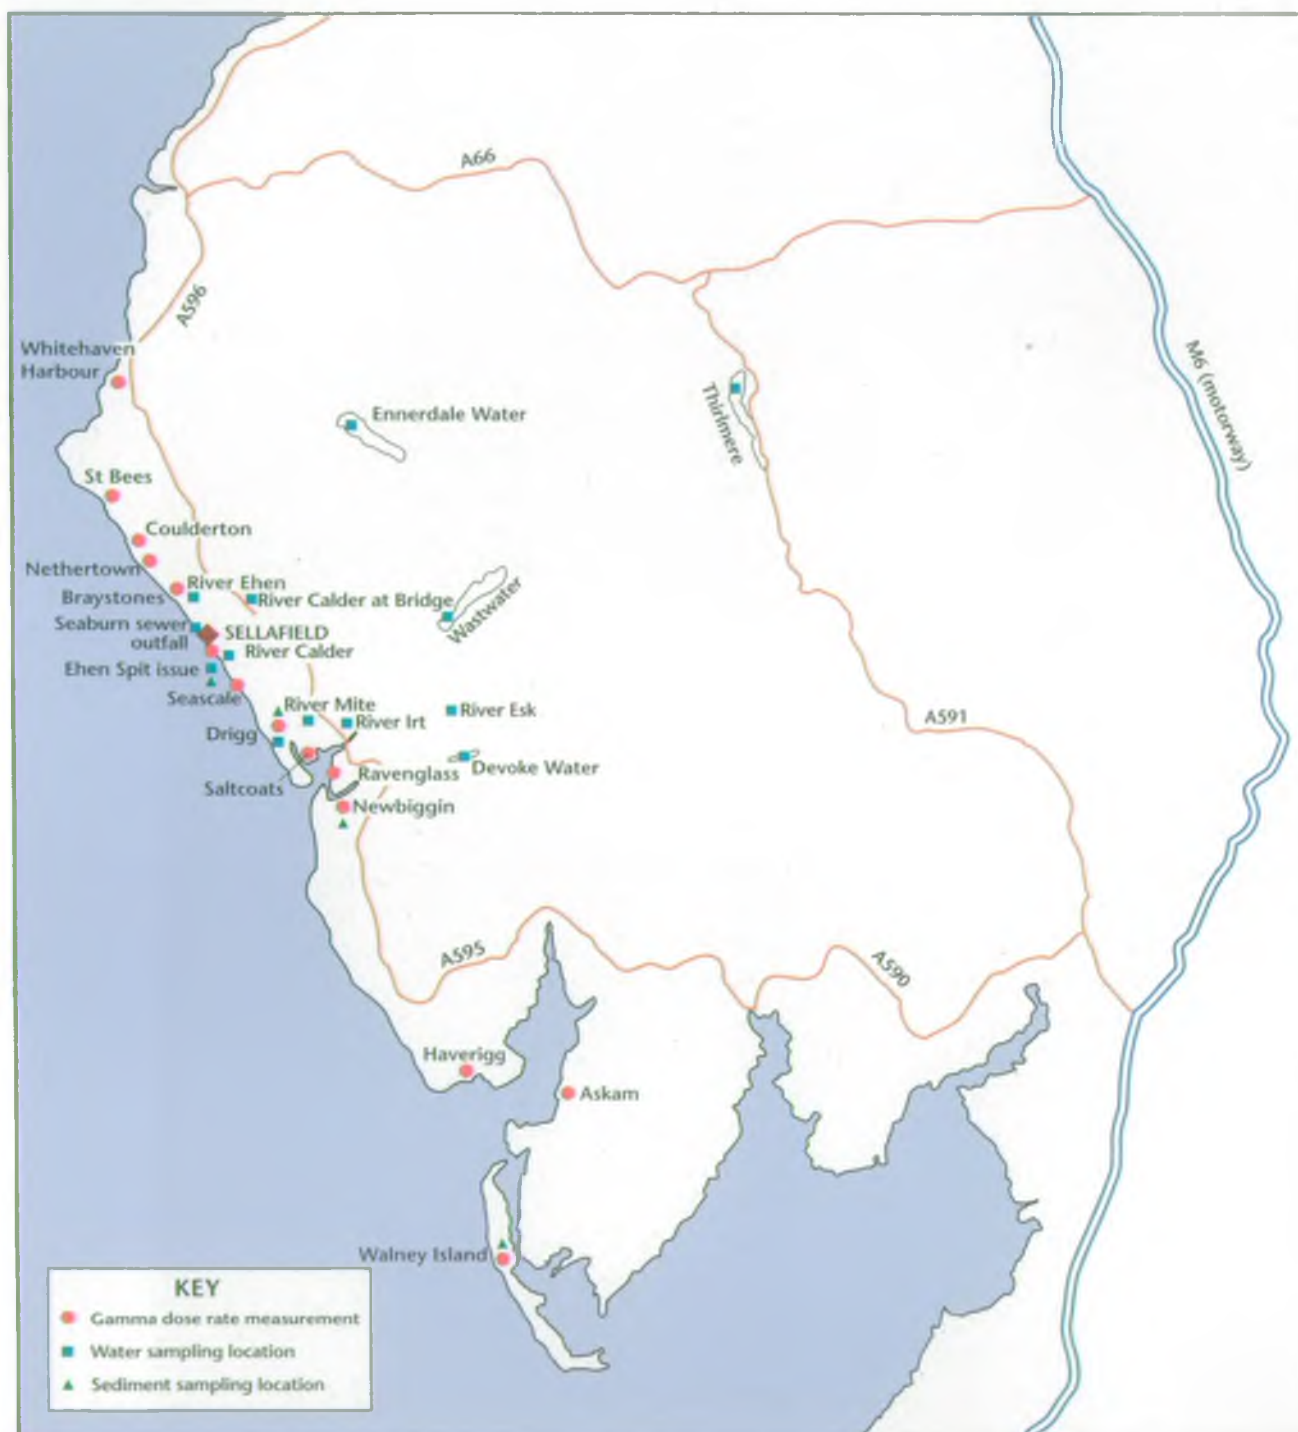 A66
A596
Whitehaven
Harbour
M6 (motorway)
Thirlmere
Ennerdale Water
St Bees
Coulderton
Nethertown
River Ehen
Braystones
River Calder at Bridge
Wastwater
Seaburn sewer
outfall
SELLAFIELD
River Calder
Ehen Spit issue
Seascale
River Mite
River Irt
River Esk
Drigg
A591
Saltcoats
Ravenglass
Devoke Water
Newbiggin
A595
A590
Haverigg
Askam
Walney Island
KEY
Gamma dose rate measurement
Water sampling location
Sediment sampling location